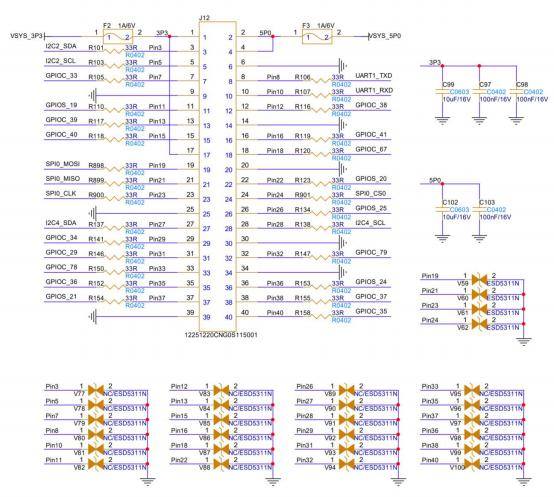 F2 1A/6V J12 F3 1A/6V
VSYS_3P3 1 2 3P3 1 2 5P0 1 2 VSYS_5P0
I2C2_SDA R101 33R Pin3 3 4
R0402
I2C2_SCL R103 33R Pin5 5 6
R0402
GPIOC_33 R105 33R Pin7 7 8 Pin8 R106 33R UART1_TXD
R0402 R0402
9 10 Pin10 R107 33R UART1_RXD
R0402
GPIOS_19 R110 33R Pin11 11 12 Pin12 R116 33R GPIOC_38
R0402 R0402
GPIOC_39 R117 33R Pin13 13 14
R0402
GPIOC_40 R118 33R Pin15 15 16 Pin16 R119 33R GPIOC_41
R0402 R0402
17 18 Pin18 R120 33R GPIOC_67
R0402
SPI0_MOSI R898 33R Pin19 19 20
R0402
SPI0_MISO R899 33R Pin21 21 22 Pin22 R123 33R GPIOS_20
R0402 R0402
SPI0_CLK R900 33R Pin23 23 24 Pin24 R901 33R SPI0_CS0
R0402 R0402
25 26 Pin26 R134 33R GPIOS_25
R0402
I2C4_SDA R137 33R Pin27 27 28 Pin28 R138 33R I2C4_SCL
R0402 R0402
GPIOC_34 R141 33R Pin29 29 30
R0402
GPIOC_29 R146 33R Pin31 31 32 Pin32 R147 33R GPIOC_79
R0402 R0402
GPIOC_78 R150 33R Pin33 33 34
R0402
GPIOC_36 R152 33R Pin35 35 36 Pin36 R153 33R GPIOS_24
R0402 R0402
GPIOS_21 R154 33R Pin37 37 38 Pin38 R155 33R GPIOC_37
R0402 R0402
39 40 Pin40 R158 33R GPIOC_35
R0402
12251220CNG0S115001
3P3
C99 C97 C98
C0603 C0402 C0402
10uF/16V 100nF/16V 100nF/16V
5P0
C102 C103
C0603 C0402
10uF/16V 100nF/16V
Pin19 1 2
V59 ESD5311N
Pin21 1 2
V60 ESD5311N
Pin23 1 2
V61 ESD5311N
Pin24 1 2
V62 ESD5311N
Pin3 1 2 Pin12 1 2 Pin26 1 2 Pin33 1 2
V77 NC/ESD5311N V83 NC/ESD5311N V89 NC/ESD5311N V95 NC/ESD5311N
Pin5 1 2 Pin13 1 2 Pin27 1 2 Pin35 1 2
V78 NC/ESD5311N V84 NC/ESD5311N V90 NC/ESD5311N V96 NC/ESD5311N
Pin7 1 2 Pin15 1 2 Pin28 1 2 Pin37 1 2
V79 NC/ESD5311N V85 NC/ESD5311N V91 NC/ESD5311N V97 NC/ESD5311N
Pin8 1 2 Pin16 1 2 Pin29 1 2 Pin36 1 2
V80 NC/ESD5311N V86 NC/ESD5311N V92 NC/ESD5311N V98 NC/ESD5311N
Pin10 1 2 Pin18 1 2 Pin31 1 2 Pin38 1 2
V81 NC/ESD5311N V87 NC/ESD5311N V93 NC/ESD5311N V99 NC/ESD5311N
Pin11 1 2 Pin22 1 2 Pin32 1 2 Pin40 1 2
V82 NC/ESD5311N V88 NC/ESD5311N V94 NC/ESD5311N V100 NC/ESD5311N